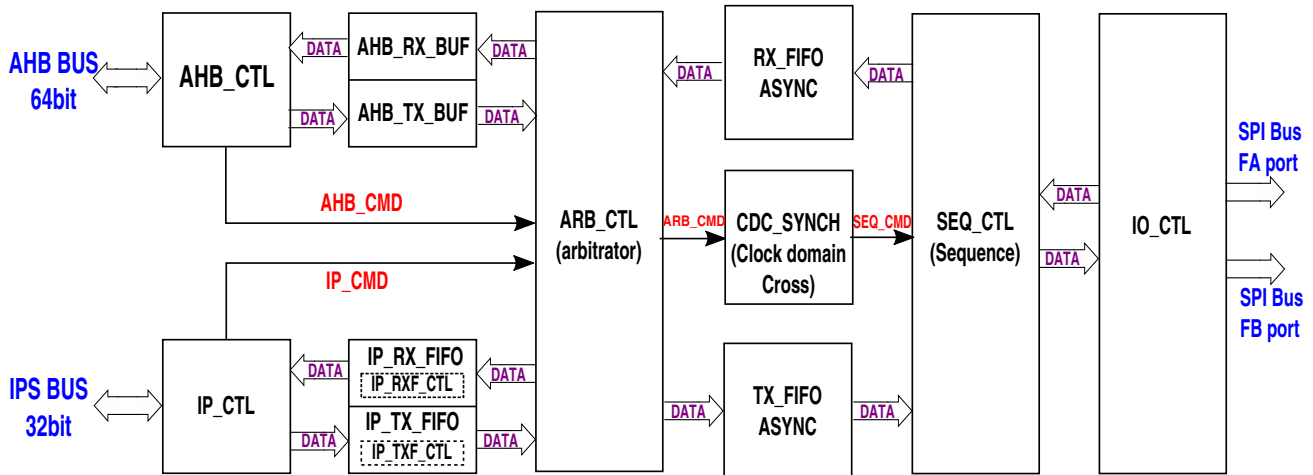 AHB BUS
64bit
AHB_CTL
DATA
DATA
AHB_RX_BUF
AHB_TX_BUF
DATA
DATA
AHB_CMD
IP_CMD
IPS BUS
32bit
IP_CTL
DATA
DATA
IP_RX_FIFO
IP_RXF_CTL
IP_TX_FIFO
IP_TXF_CTL
DATA
DATA
ARB_CTL
(arbitrator)
DATA
ARB_CMD
DATA
RX_FIFO
ASYNC
CDC_SYNCH
(Clock domain
Cross)
TX_FIFO
ASYNC
DATA
SEQ_CMD
DATA
SEQ_CTL
(Sequence)
DATA
DATA
IO_CTL
SPI Bus
FA port
SPI Bus
FB port